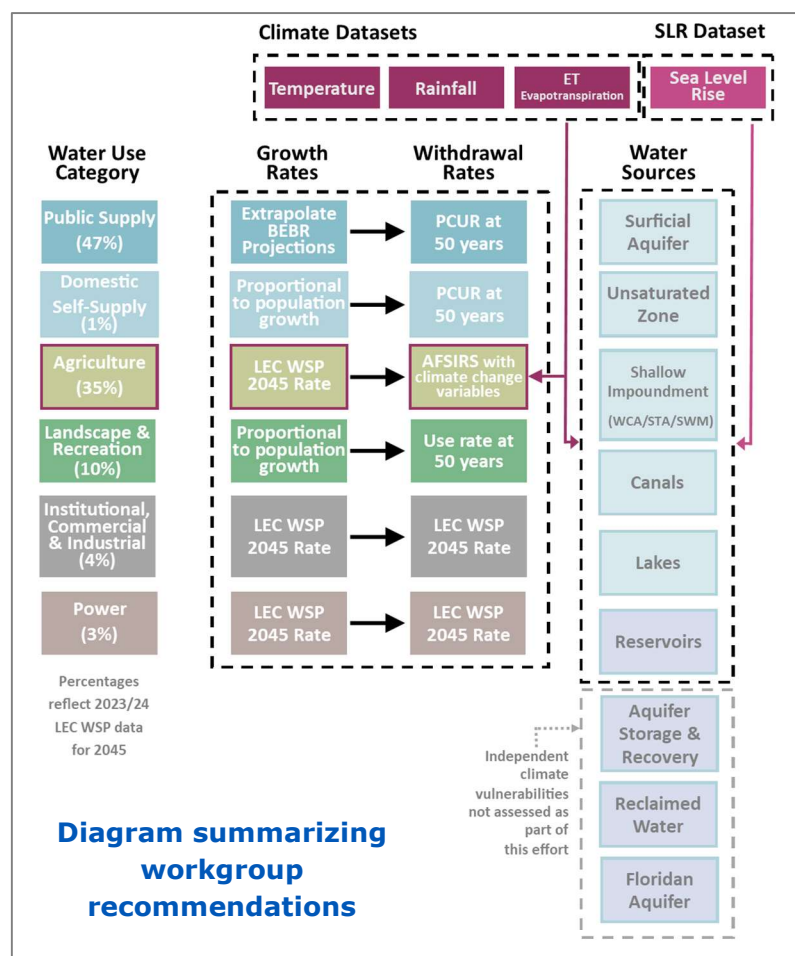 Climate Datasets
SLR Dataset
Temperature
Rainfall
ET
Evapotranspiration
Sea Level
Rise
Water Use
Category
Growth
Rates
Withdrawal
Rates
Water
Sources
Public Supply
(47%)
Extrapolate
BEBR
Projections
PCUR at
50 years
Surficial
Aquifer
Domestic
Self-Supply
(1%)
Proportional
to population
growth
PCUR at
50 years
Unsaturated
Zone
Agriculture
(35%)
LEC WSP
2045 Rate
AFSIRS with
climate change
variables
Shallow
Impoundment
(WCA/STA/SWM)
Landscape &
Recreation
(10%)
Proportional
to population
growth
Use rate at
50 years
Canals
Institutional,
Commercial
& Industrial
(4%)
LEC WSP
2045 Rate
LEC WSP
2045 Rate
Lakes
Power
(3%)
LEC WSP
2045 Rate
LEC WSP
2045 Rate
Reservoirs
Percentages
reflect 2023/24
LEC WSP data
for 2045
Independent
climate
vulnerabilities
not assessed as
part of
this effort
Aquifer
Storage &
Recovery
Reclaimed
Water
Floridan
Aquifer
Diagram summarizing
workgroup
recommendations